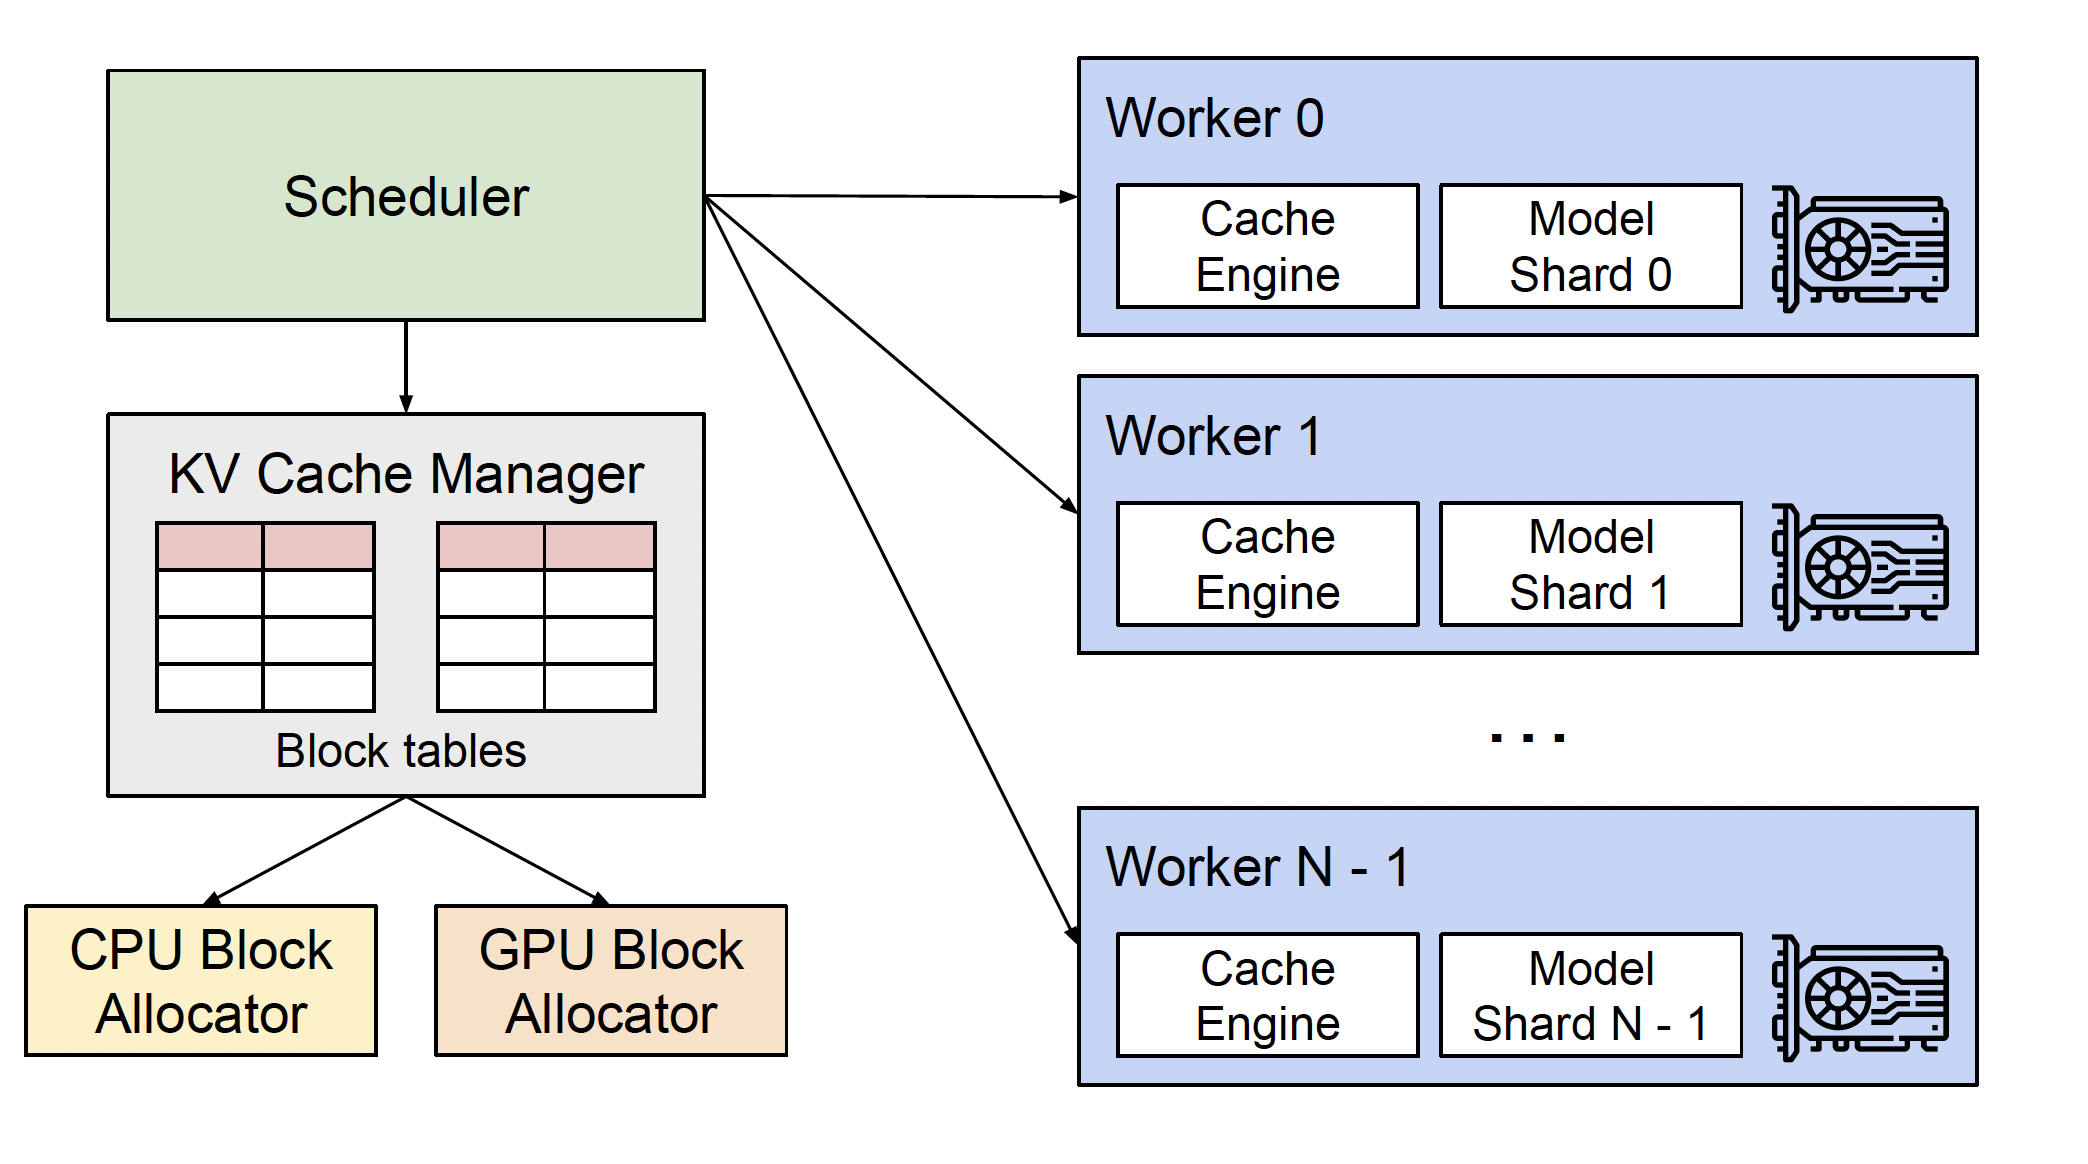 Scheduler
KV Cache Manager
Block tables
CPU Block
Allocator
GPU Block
Allocator
Worker 0
Cache
Engine
Model
Shard 0
Worker 1
Cache
Engine
Model
Shard 1
...
Worker N - 1
Cache
Engine
Model
Shard N - 1